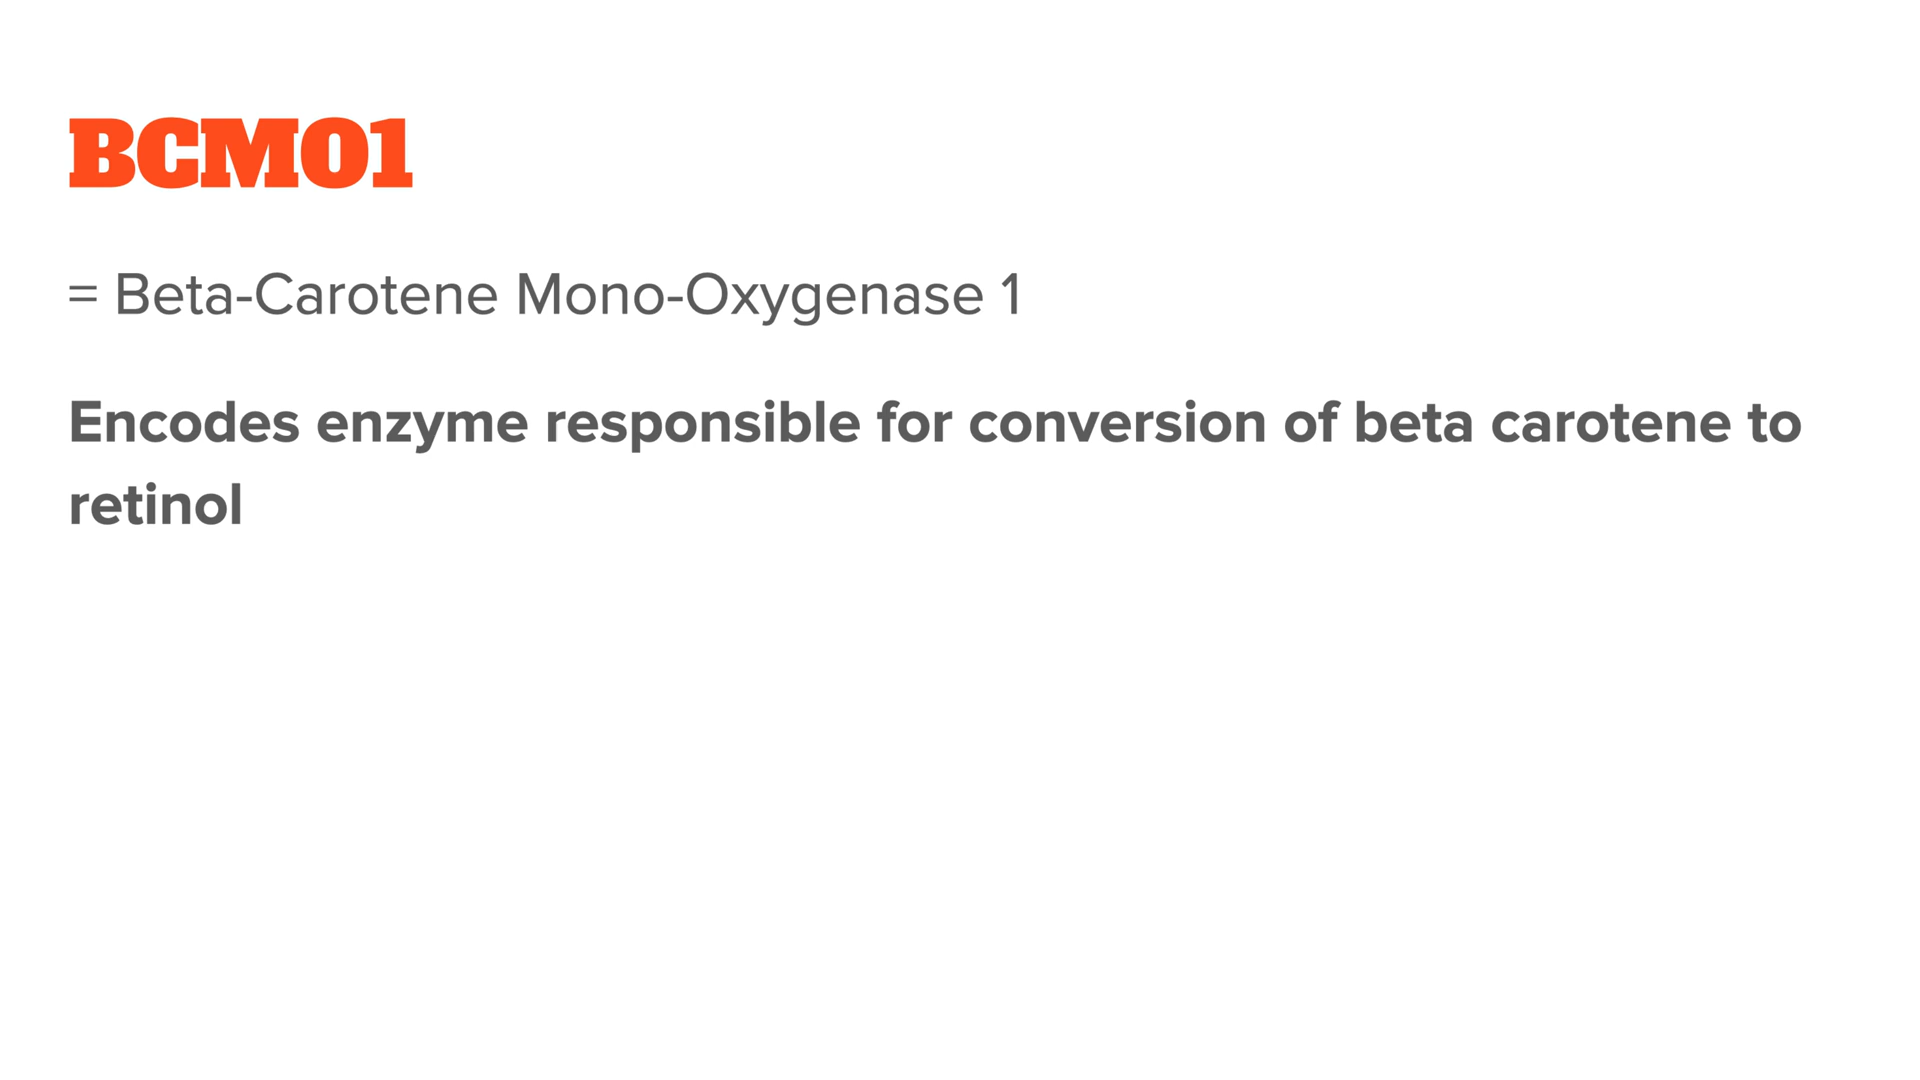 BCMO1
= Beta-Carotene Mono-Oxygenase 1
Encodes enzyme responsible for conversion of beta carotene to
retinol